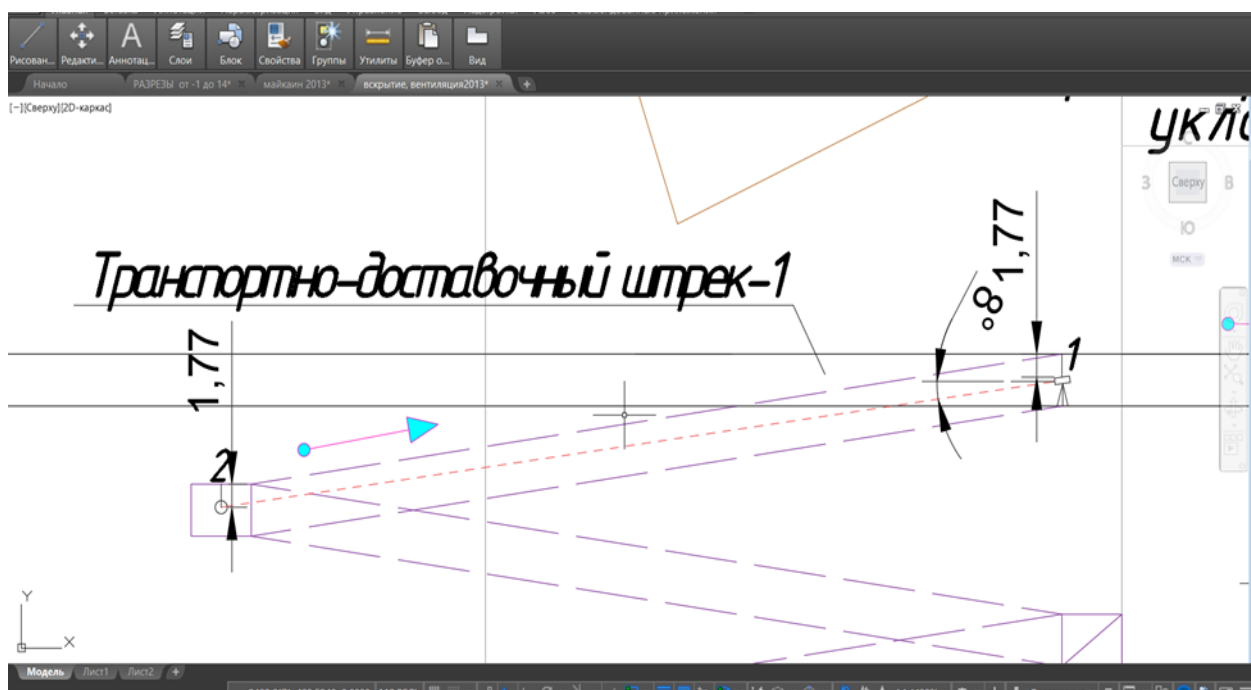 Рисован... Редакти... Аннотац... Слои Блок Свойства Группы Утилиты Буфер о... Вид
Начало РАЗРЕЗЫ от -1 до 14* майкаин 2013* вскрытие, вентиляция2013*
[−][Сверху][2D-каркас]
укло
С
З Сверху В
Ю
МСК
Транспортно-доставочный штрек-1
1,77
8°
1,77
1
2
Y
X
Модель Лист1 Лист2 +